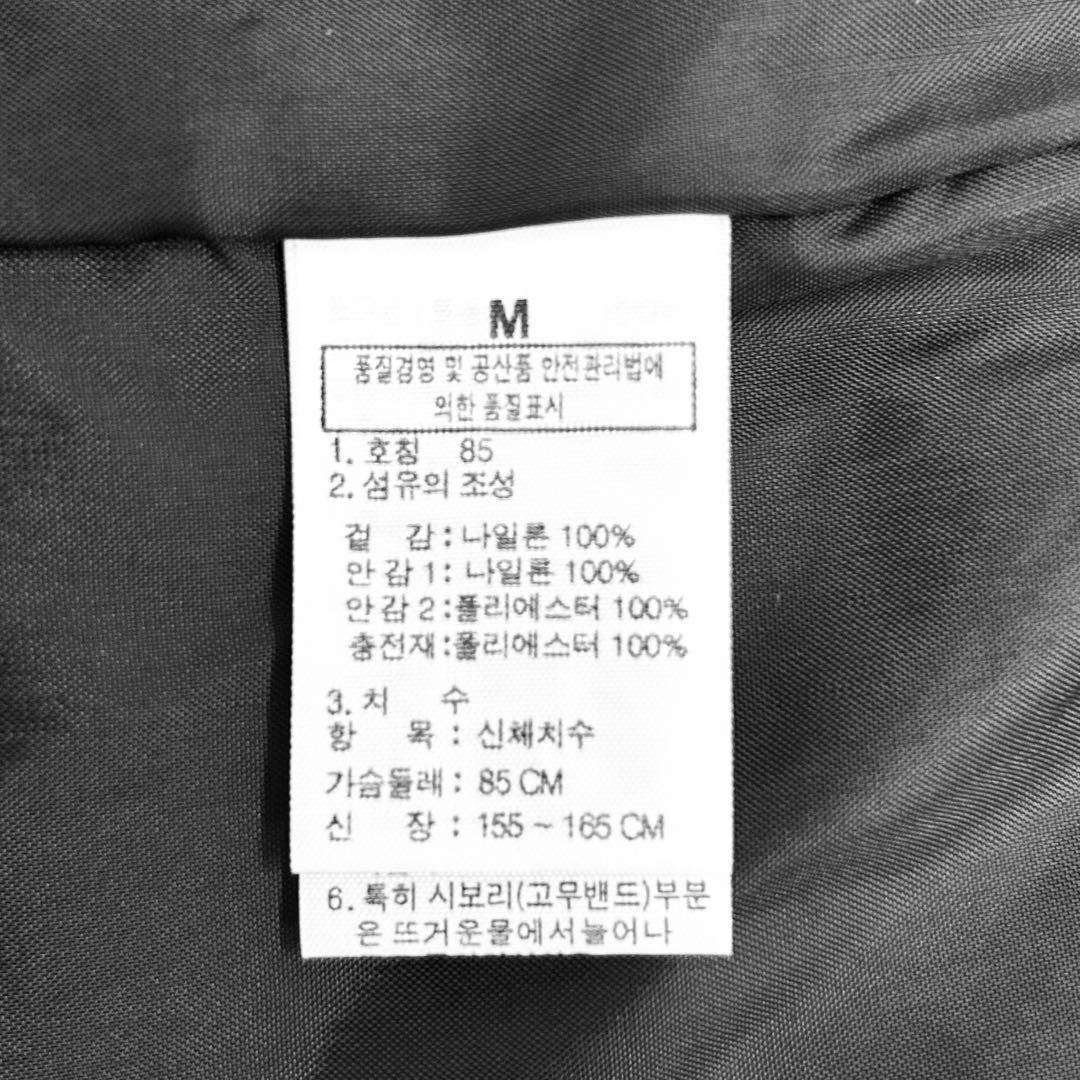 M
품질경영 및 공산품 안전관리법에
의한 품질표시
1. 호칭 85
2. 섬유의 조성
겉 감 : 나일론 100%
안감 1 : 나일론 100%
안감 2 : 폴리에스터 100%
충전재 : 폴리에스터 100%
3. 치 수
항 목 : 신체치수
가슴둘레 : 85 CM
신 장 : 155 ~ 165 CM
6. 특히 시보리(고무밴드)부분
은 뜨거운물에서늘어나